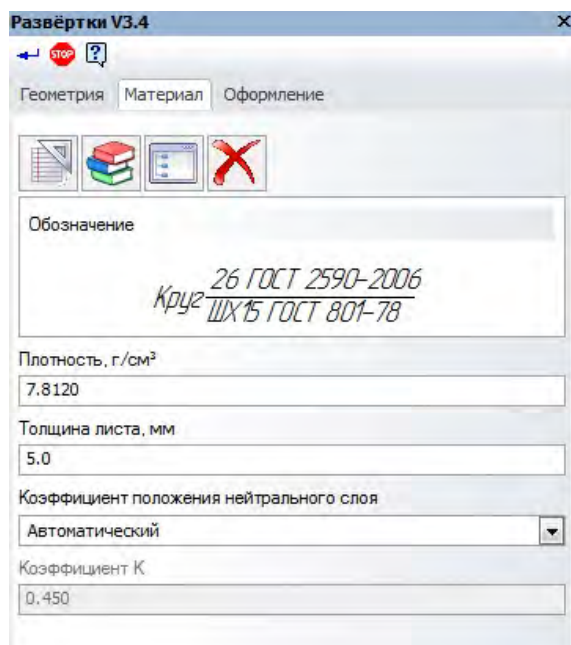 Развёртки V3.4
STOP
Геометрия Материал Оформление
Обозначение
Круг 26 ГОСТ 2590-2006
ШХ15 ГОСТ 801-78
Плотность, г/см³
7.8120
Толщина листа, мм
5.0
Коэффициент положения нейтрального слоя
Автоматический
Коэффициент К
0.450